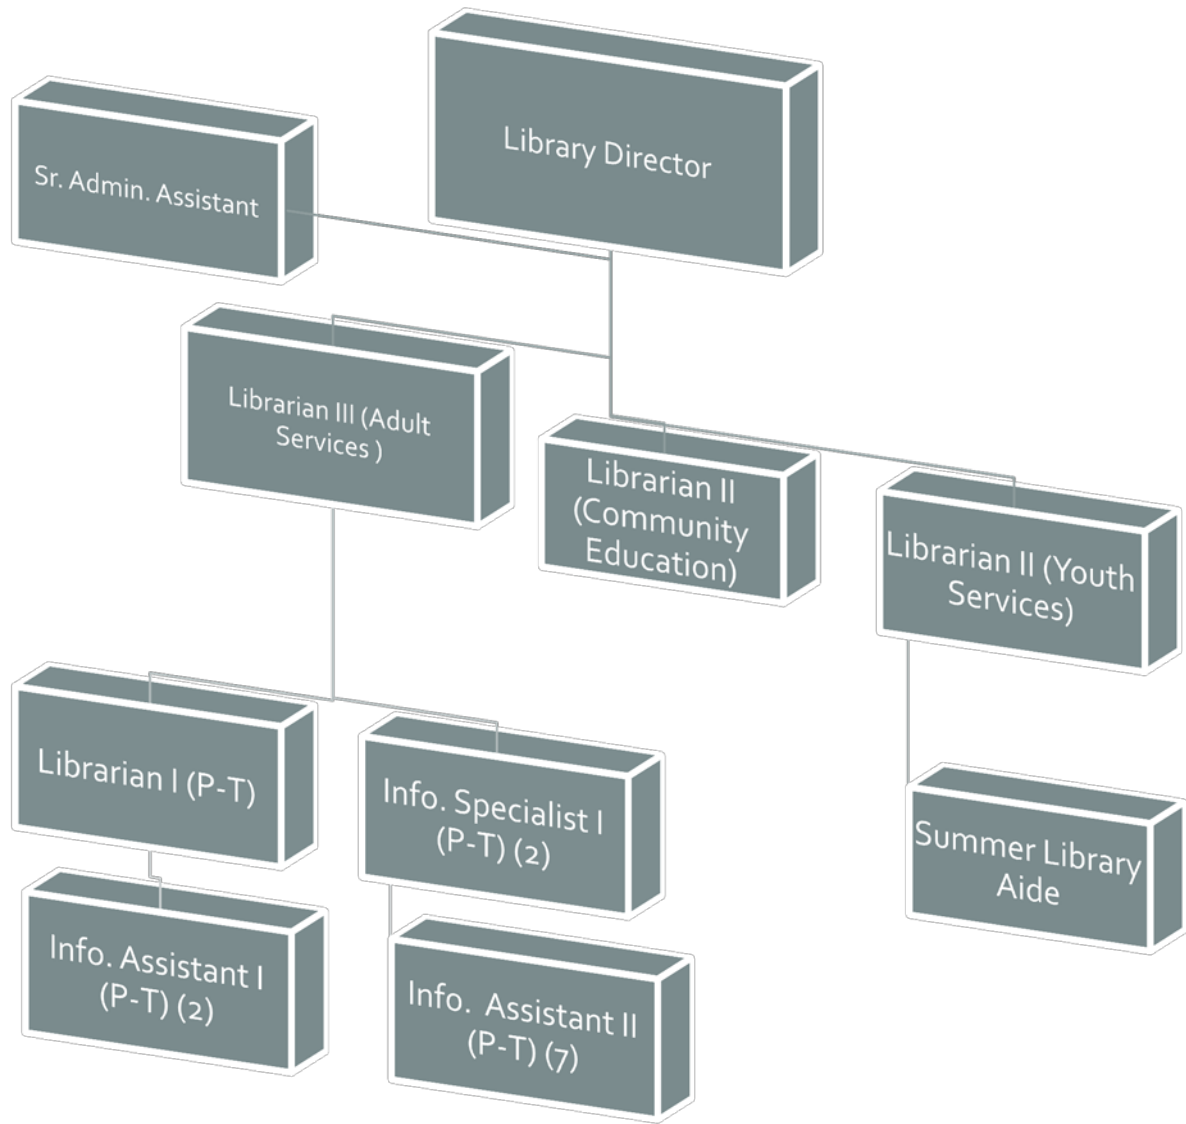 Library Director
Sr. Admin. Assistant
Librarian III (Adult
Services )
Librarian II
(Community
Education)
Librarian II (Youth
Services)
Librarian I (P-T)
Info. Specialist I
(P-T) (2)
Summer Library
Aide
Info. Assistant I
(P-T) (2)
Info.  Assistant II
(P-T) (7)